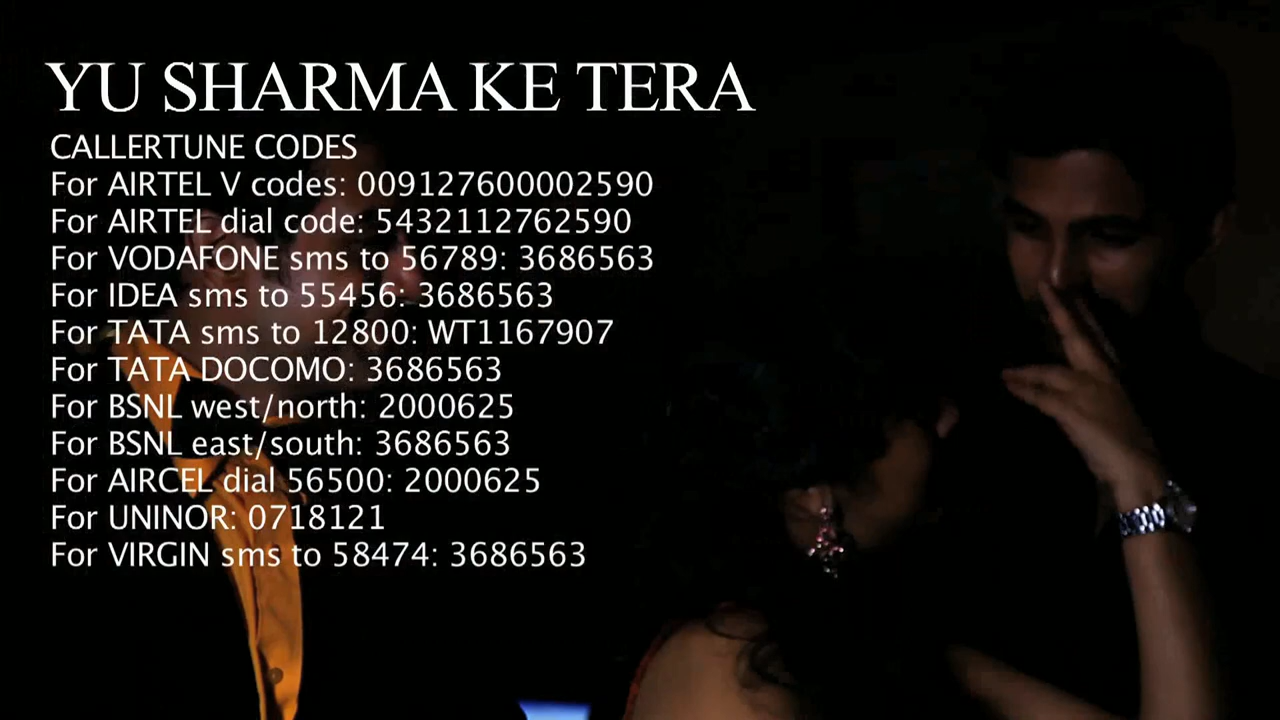 YU SHARMA KE TERA
CALLERTUNE CODES
For AIRTEL V codes: 009127600002590
For AIRTEL dial code: 5432112762590
For VODAFONE sms to 56789: 3686563
For IDEA sms to 55456: 3686563
For TATA sms to 12800: WT1167907
For TATA DOCOMO: 3686563
For BSNL west/north: 2000625
For BSNL east/south: 3686563
For AIRCEL dial 56500: 2000625
For UNINOR: 0718121
For VIRGIN sms to 58474: 3686563